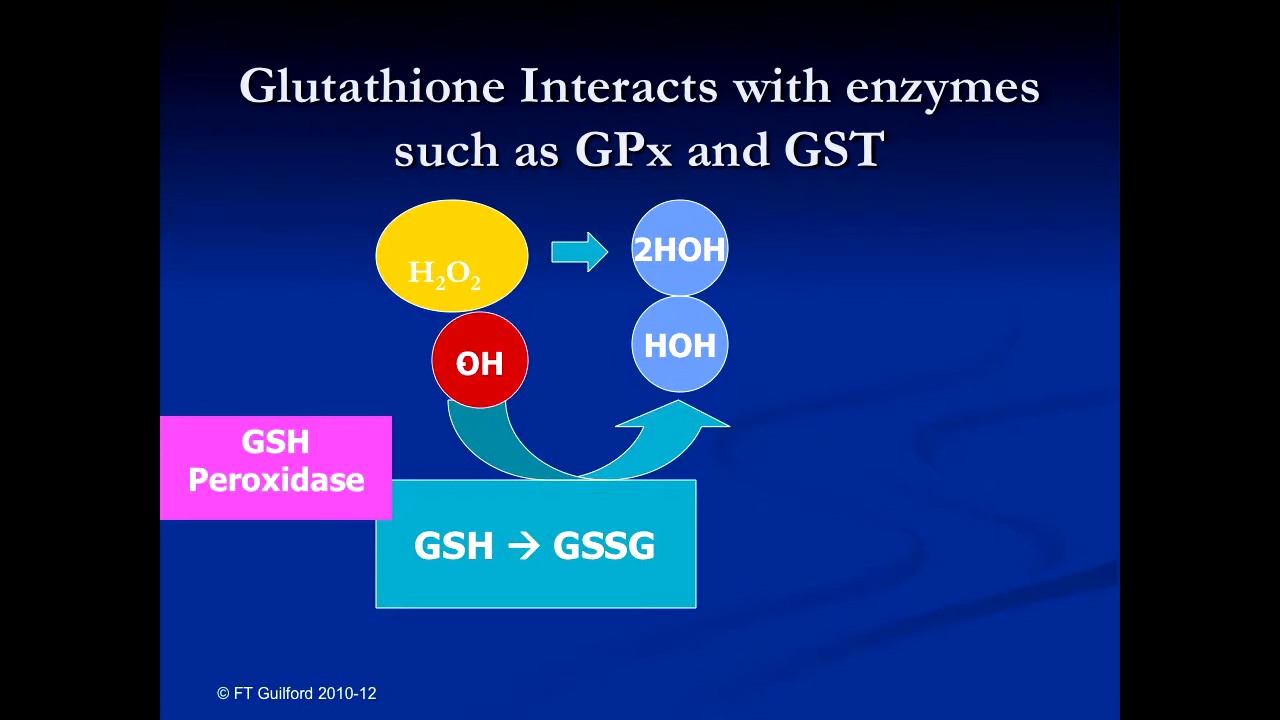 Glutathione Interacts with enzymes
such as GPx and GST
H₂O₂
2HOH
OH
HOH
GSH
Peroxidase
GSH → GSSG
© FT Guilford 2010-12